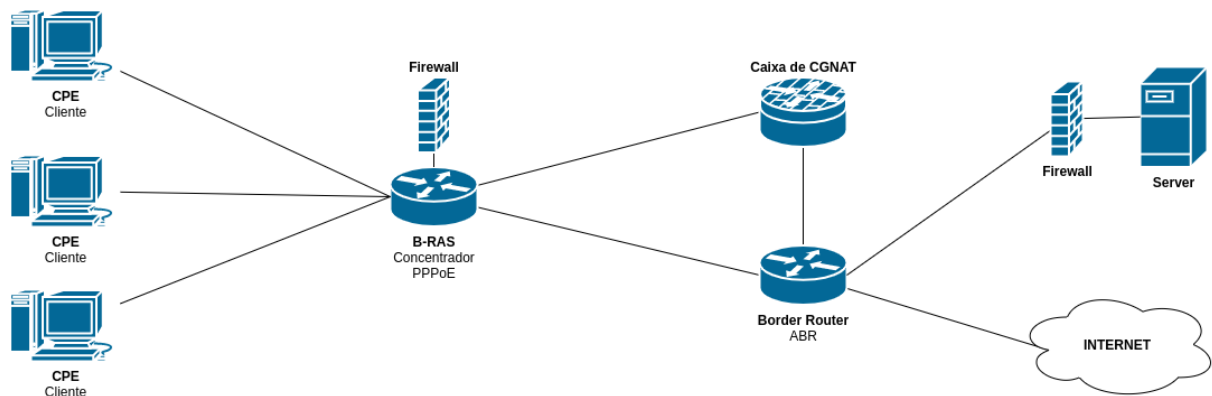 CPE
Cliente
CPE
Cliente
CPE
Cliente
Firewall
B-RAS
Concentrador
PPPoE
Caixa de CGNAT
Border Router
ABR
Firewall
Server
INTERNET